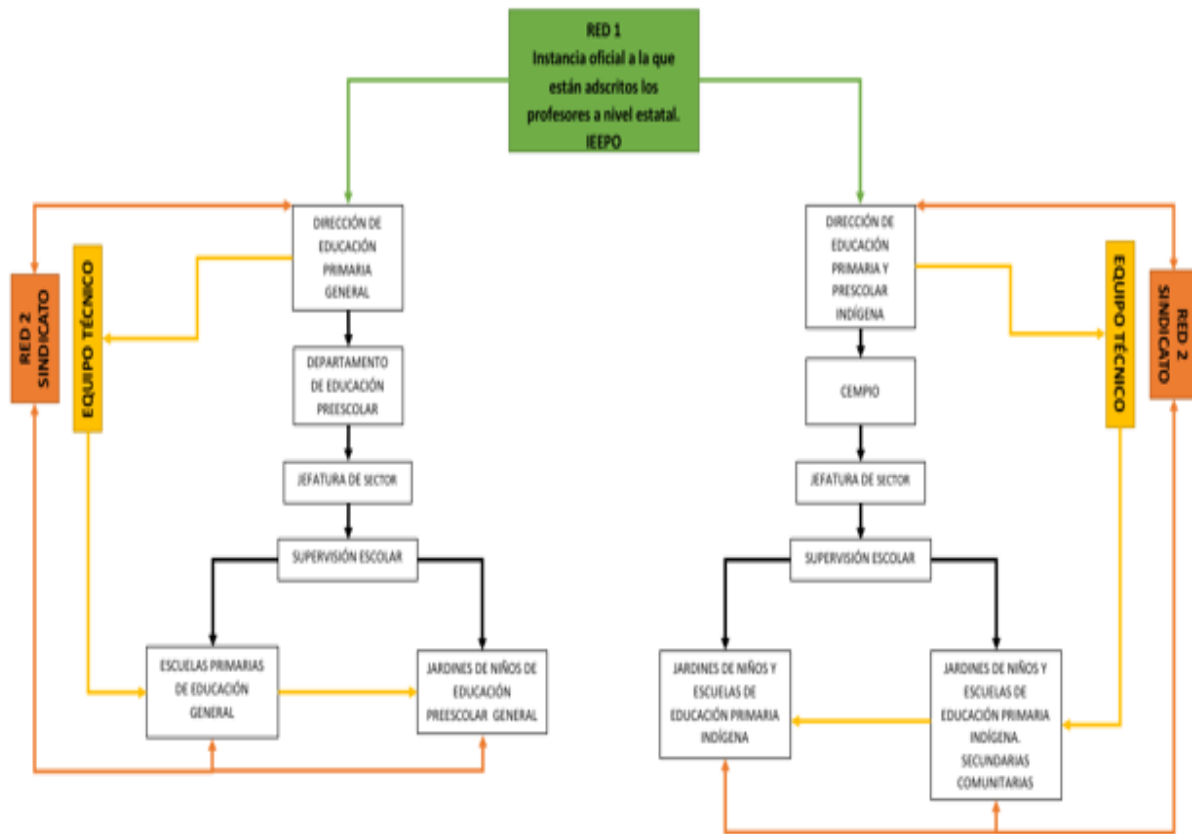 RED 1
Instancia oficial a la que
están adscritos los
profesores a nivel estatal.
IEEPO
DIRECCIÓN DE
EDUCACIÓN
PRIMARIA
GENERAL
DIRECCIÓN DE
EDUCACIÓN
PRIMARIA Y
PRESCOLAR
INDÍGENA
RED 2
SINDICATO
EQUIPO TÉCNICO
EQUIPO TÉCNICO
RED 2
SINDICATO
DEPARTAMENTO
DE EDUCACIÓN
PREESCOLAR
CEMPIO
JEFATURA DE SECTOR
JEFATURA DE SECTOR
SUPERVISIÓN ESCOLAR
SUPERVISIÓN ESCOLAR
ESCUELAS PRIMARIAS
DE EDUCACIÓN
GENERAL
JARDINES DE NIÑOS DE
EDUCACIÓN
PREESCOLAR GENERAL
JARDINES DE NIÑOS Y
ESCUELAS DE
EDUCACIÓN PRIMARIA
INDÍGENA
JARDINES DE NIÑOS Y
ESCUELAS DE
EDUCACIÓN PRIMARIA
INDÍGENA.
SECUNDARIAS
COMUNITARIAS